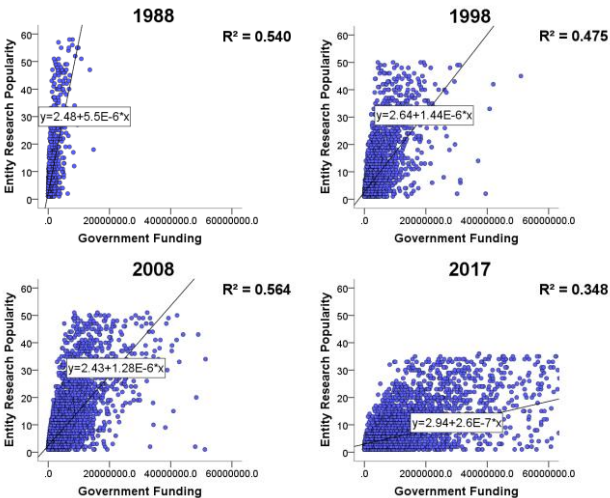 1988
R² = 0.540
Entity Research Popularity
60
50
40
30
20
10
0
y=2.48+5.5E-6*x
.0 20000000.0 40000000.0 60000000.0
Government Funding
1998
R² = 0.475
Entity Research Popularity
60
50
40
30
20
10
0
y=2.64+1.44E-6*x
.0 20000000.0 40000000.0 60000000.0
Government Funding
2008
R² = 0.564
Entity Research Popularity
60
50
40
30
20
10
0
y=2.43+1.28E-6*x
.0 20000000.0 40000000.0 60000000.0
Government Funding
2017
R² = 0.348
Entity Research Popularity
60
50
40
30
20
10
0
y=2.94+2.6E-7*x
.0 20000000.0 40000000.0 60000000.0
Government Funding